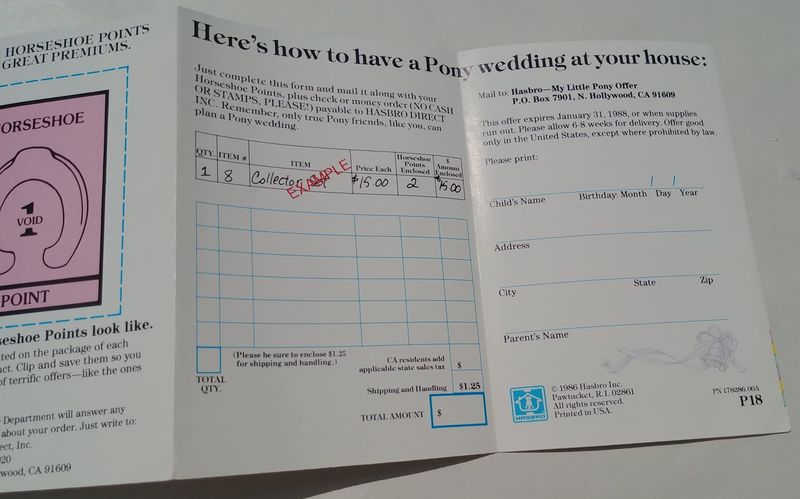 HORSESHOE POINTS
GREAT PREMIUMS.
ORSESHOE
1
VOID
POINT
seshoe Points look like.
ted on the package of each
uct. Clip and save them so you
of terrific offers—like the ones
Department will answer any
about your order. Just write to:
ect, Inc.
20
wood, CA 91609
Here's how to have a Pony wedding at your house:
Just complete this form and mail it along with your
Horseshoe Points, plus check or money order (NO CASH
OR STAMPS, PLEASE!) payable to HASBRO DIRECT
INC. Remember, only true Pony friends, like you, can
plan a Pony wedding.
QTY. ITEM # ITEM Price Each Horseshoe Points Enclosed $ Amount Enclosed
1 8 Collector $15.00 2 $15.00
EXAMPLE
(Please be sure to enclose $1.25
for shipping and handling.)
TOTAL
QTY.
CA residents add
applicable state sales tax $
Shipping and Handling $1.25
TOTAL AMOUNT $
Mail to: Hasbro—My Little Pony Offer
P.O. Box 7901, N. Hollywood, CA 91609
This offer expires January 31, 1988, or when supplies
run out. Please allow 6-8 weeks for delivery. Offer good
only in the United States, except where prohibited by law.
Please print:
/ /
Child's Name Birthday: Month Day Year
Address
City State Zip
Parent's Name
HASBRO
© 1986 Hasbro Inc.
Pawtucket, R.I. 02861
All rights reserved.
Printed in USA.
PN 178286.00A
P18